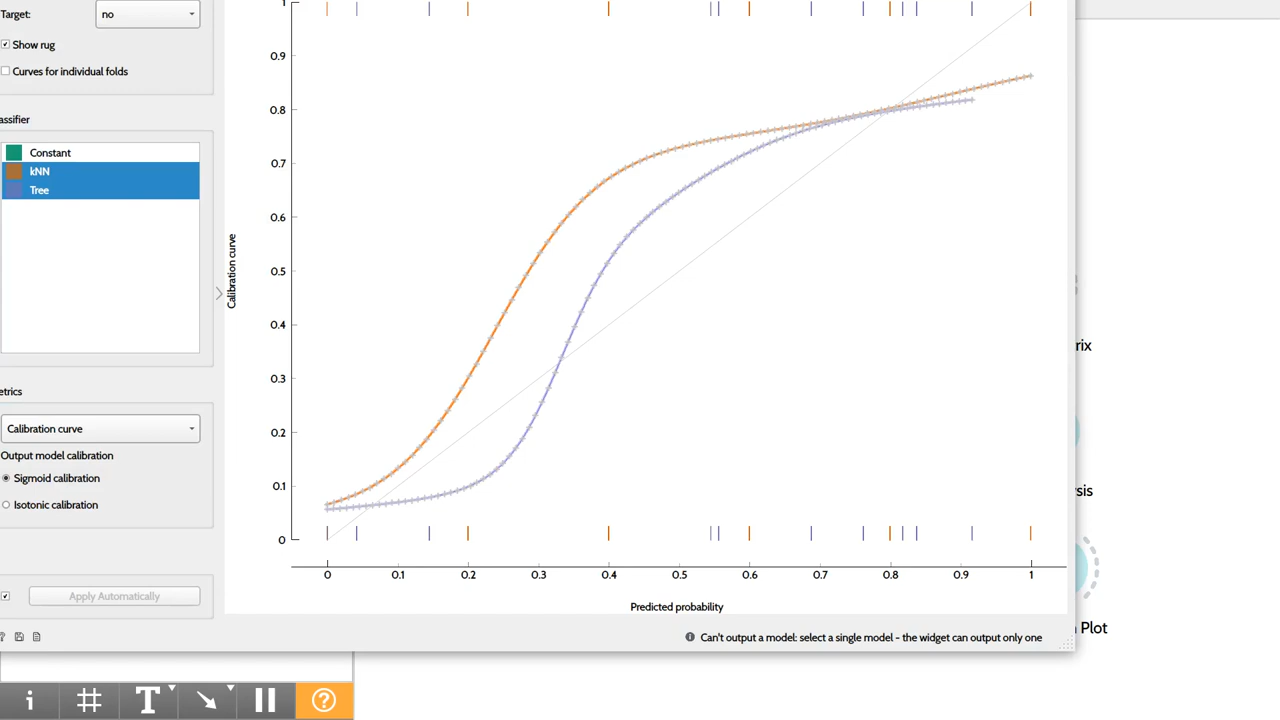 Target:
no
Show rug
Curves for individual folds
assifier
Constant
kNN
Tree
etrics
Calibration curve
Output model calibration
Sigmoid calibration
Isotonic calibration
Apply Automatically
1
0.9
0.8
0.7
0.6
0.5
0.4
0.3
0.2
0.1
0
Calibration curve
0 0.1 0.2 0.3 0.4 0.5 0.6 0.7 0.8 0.9 1
Predicted probability
Can't output a model: select a single model - the widget can output only one
rix
sis
n Plot
i # T ?